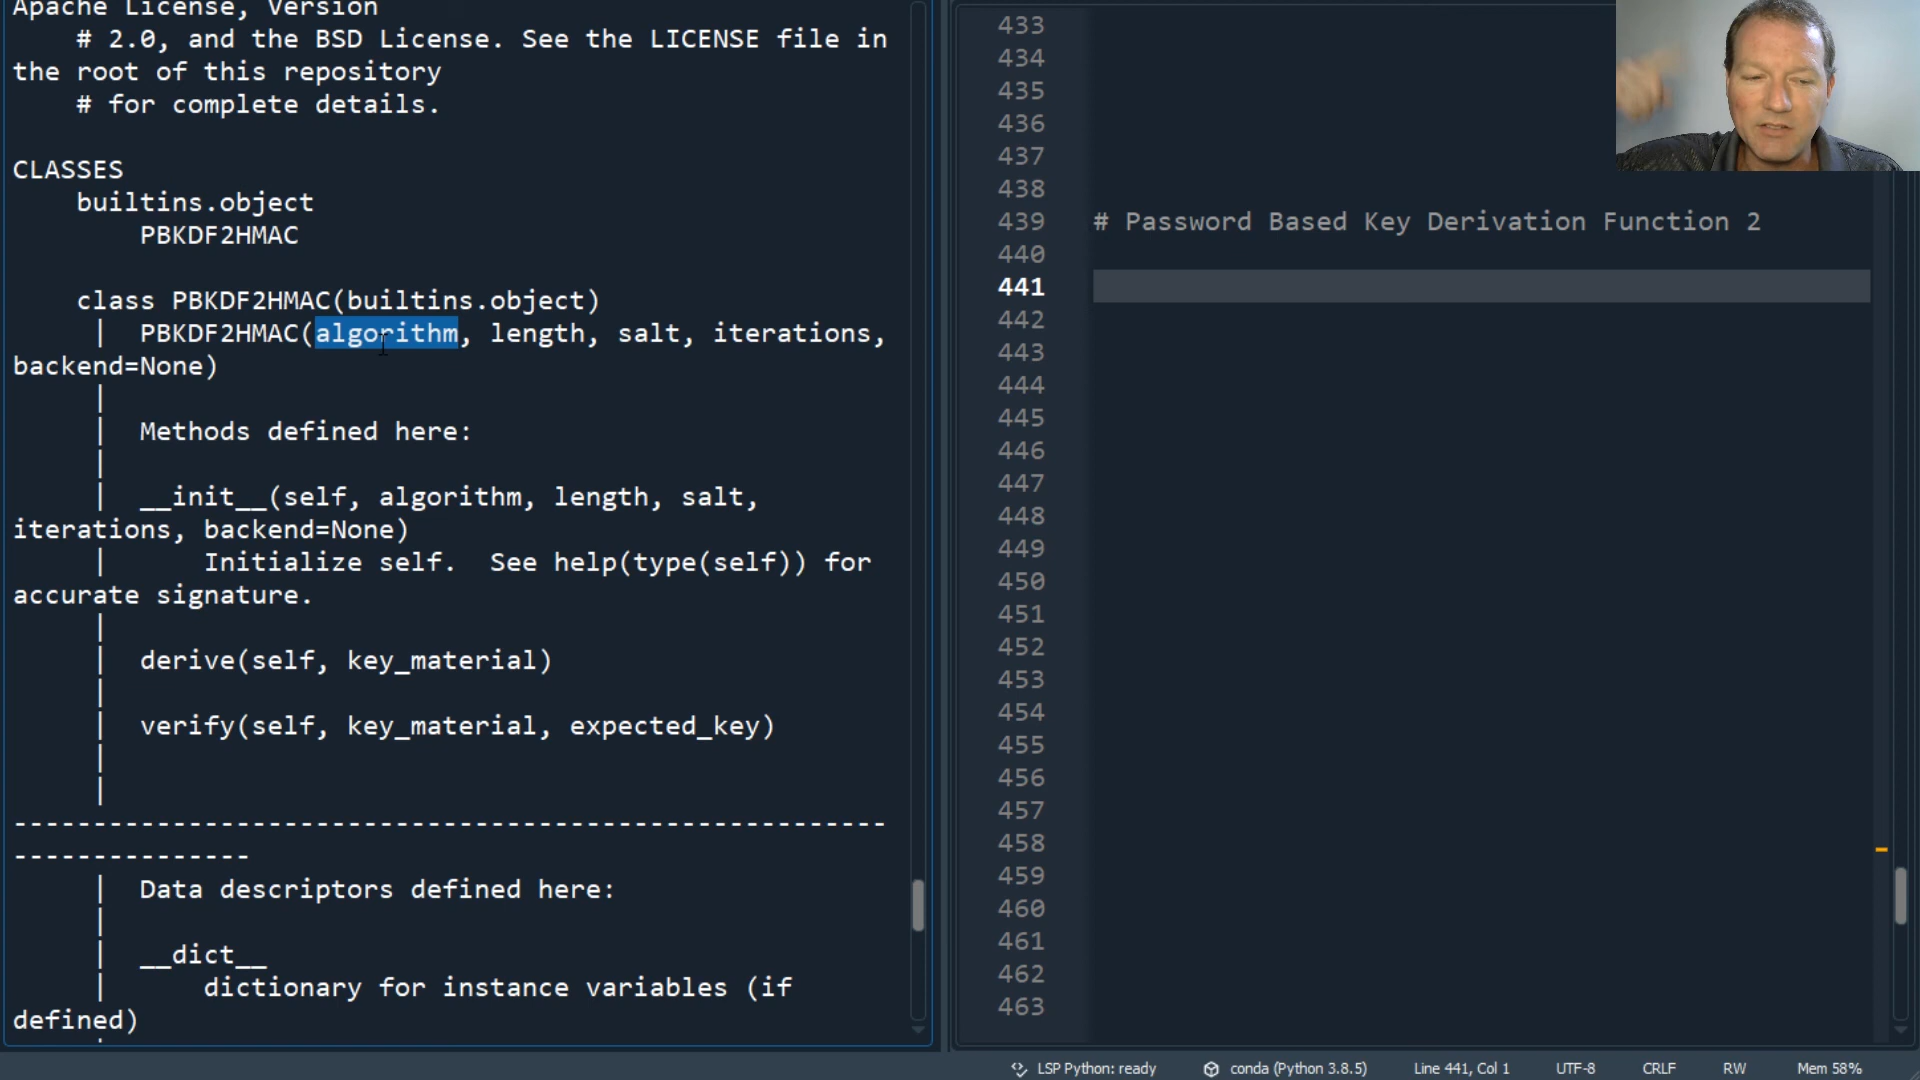 Apache License, Version
# 2.0, and the BSD License. See the LICENSE file in
the root of this repository
# for complete details.
CLASSES
builtins.object
PBKDF2HMAC
class PBKDF2HMAC(builtins.object)
| PBKDF2HMAC(algorithm, length, salt, iterations,
backend=None)
|
| Methods defined here:
|
| __init__(self, algorithm, length, salt,
iterations, backend=None)
| Initialize self. See help(type(self)) for
accurate signature.
|
| derive(self, key_material)
|
| verify(self, key_material, expected_key)
|
|
-------------------------------------------------------
---------------
| Data descriptors defined here:
|
| __dict__
| dictionary for instance variables (if
defined)
433
434
435
436
437
438
439 # Password Based Key Derivation Function 2
440
441
442
443
444
445
446
447
448
449
450
451
452
453
454
455
456
457
458
459
460
461
462
463
LSP Python: ready conda (Python 3.8.5) Line 441, Col 1 UTF-8 CRLF RW Mem 58%